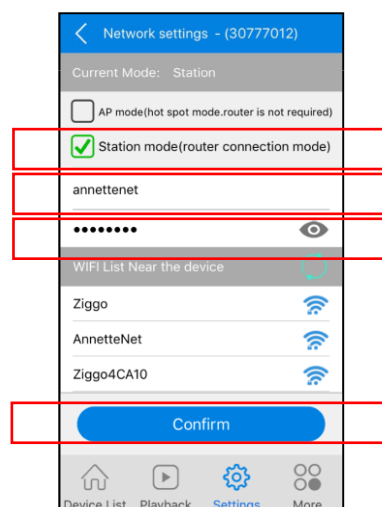 Network settings - (30777012)
Current Mode: Station
AP mode(hot spot mode.router is not required)
Station mode(router connection mode)
annettenet
••••••••
WIFI List Near the device
Ziggo
AnnetteNet
Ziggo4CA10
Confirm
Device List Playback Settings More